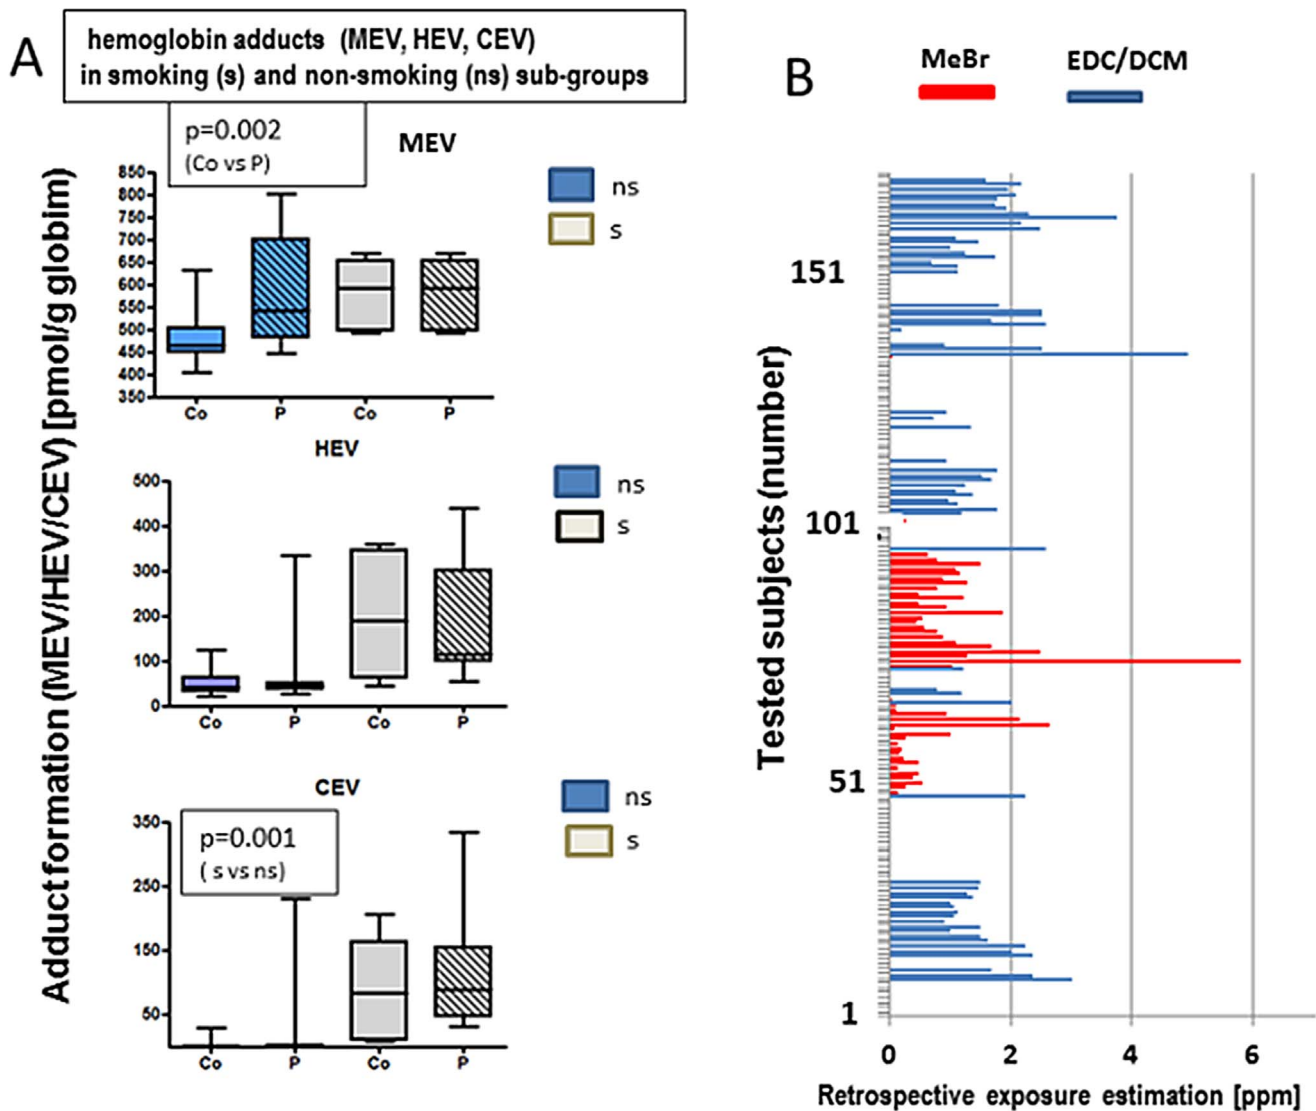 A
hemoglobin adducts (MEV, HEV, CEV)
in smoking (s) and non-smoking (ns) sub-groups
p=0.002
(Co vs P)
MEV
ns
s
850
800
750
700
650
600
550
500
450
400
350
Co P Co P
HEV
ns
s
500
400
300
200
100
0
Co P Co P
CEV
ns
s
p=0.001
( s vs ns)
350
250
150
50
Co P Co P
Adduct formation (MEV/HEV/CEV) [pmol/g globim)
B
MeBr
EDC/DCM
Tested subjects (number)
151
101
51
1
0 2 4 6
Retrospective exposure estimation [ppm]